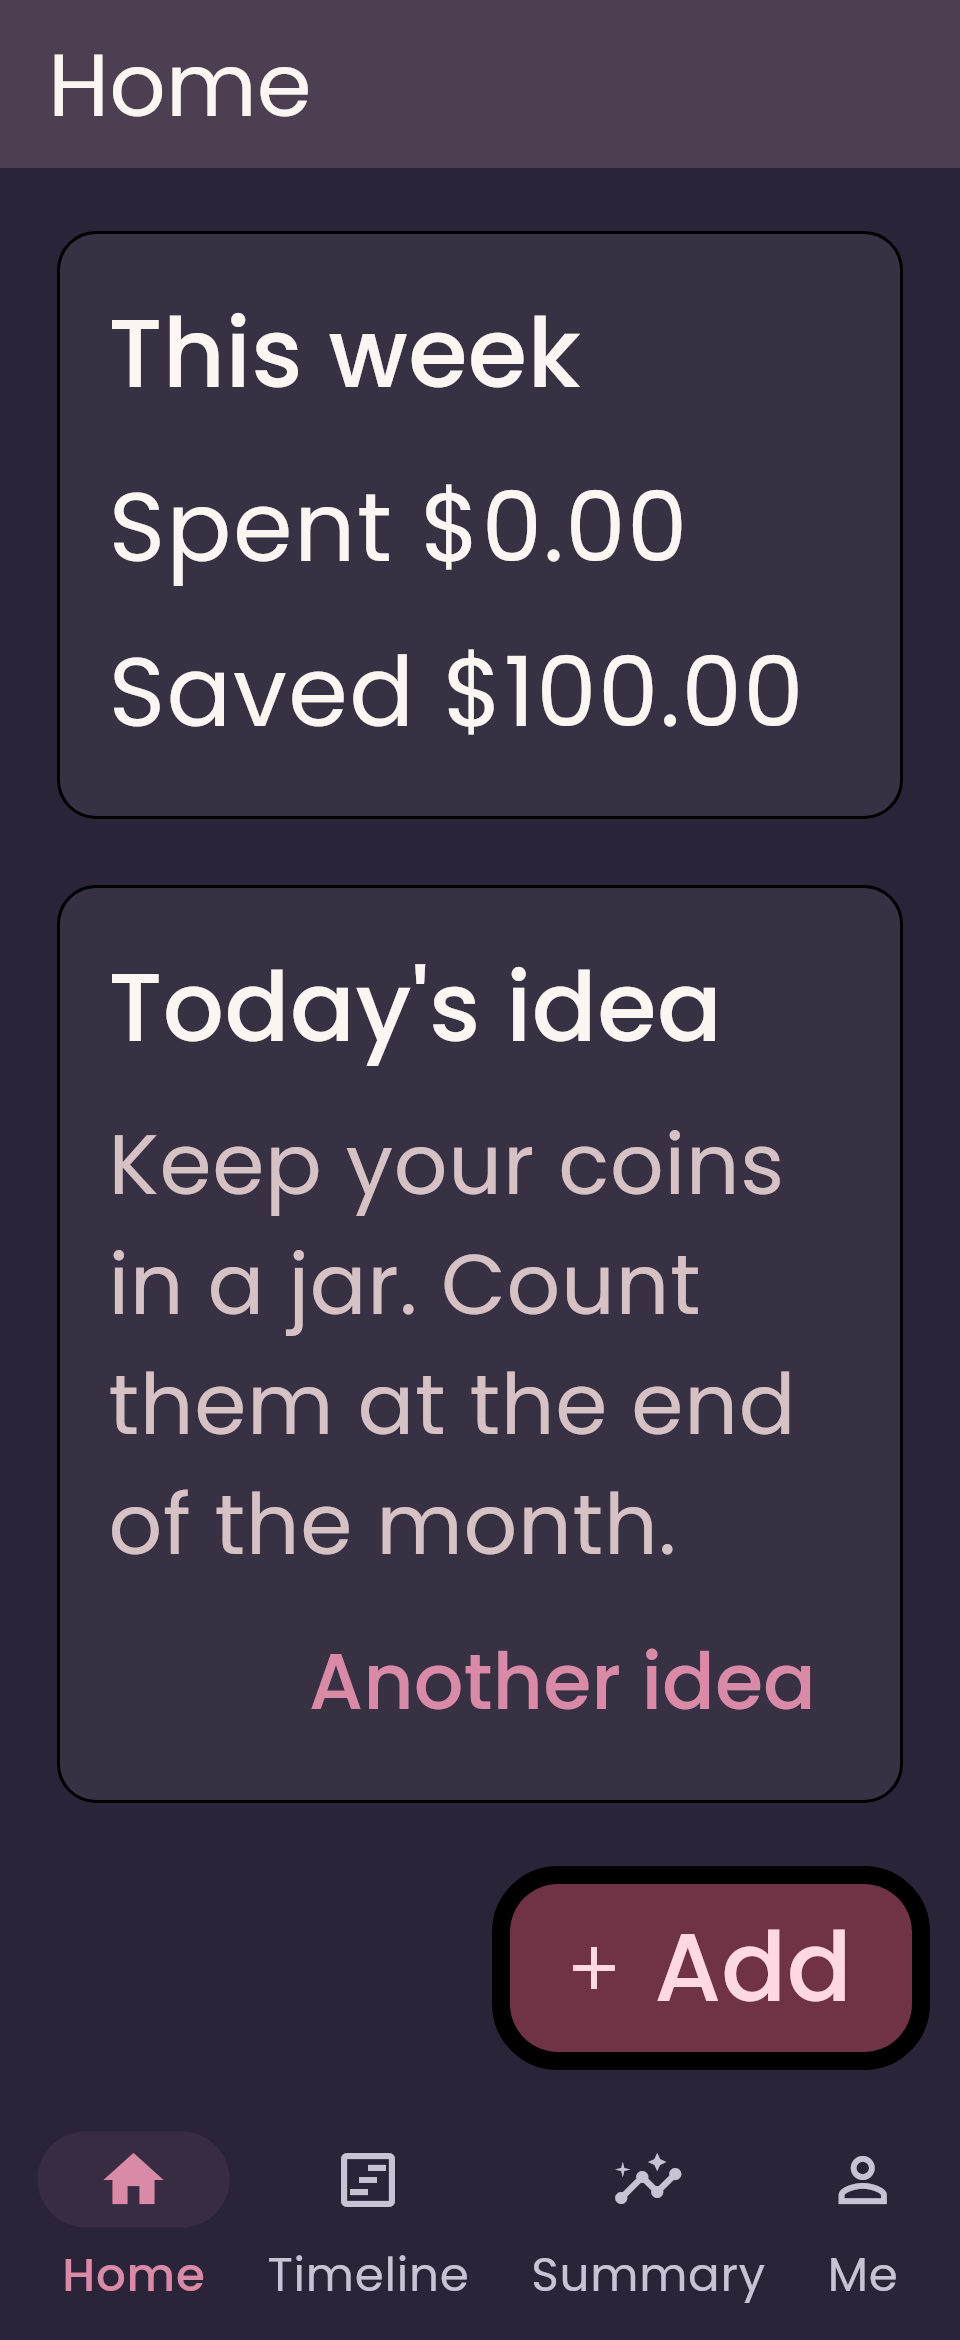 Home
This week
Spent $0.00
Saved $100.00
Today's idea
Keep your coins
in a jar. Count
them at the end
of the month.
Another idea
+ Add
Home
Timeline
Summary
Me